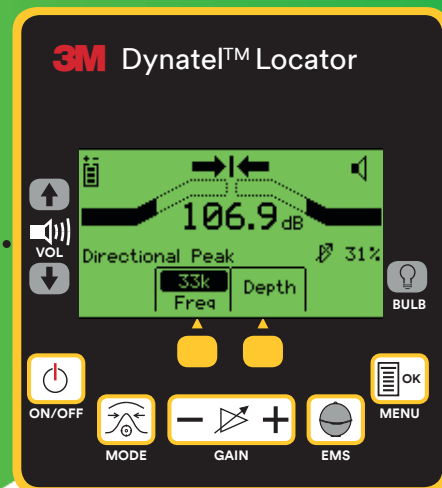 3M Dynatel™ Locator
106.9 dB
Directional Peak 31%
33k
Freq
Depth
VOL
BULB
ON/OFF
OK
MENU
MODE
GAIN
EMS